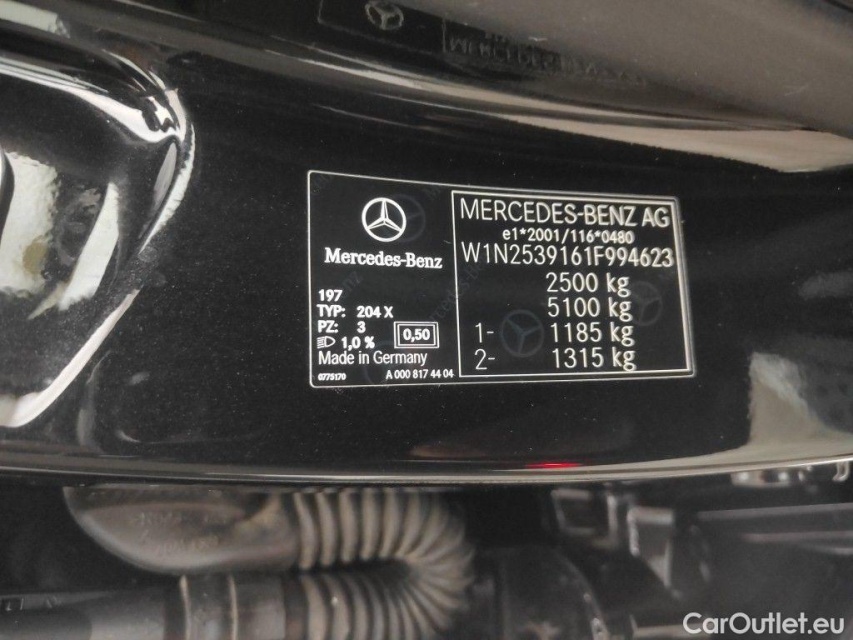 Mercedes-Benz
197
TYP: 204 X
PZ: 3
1,0 %
0,50
Made in Germany
0775170
A 000 817 44 04
MERCEDES-BENZ AG
e1*2001/116*0480
W1N2539161F994623
2500 kg
5100 kg
1- 1185 kg
2- 1315 kg
CarOutlet.eu